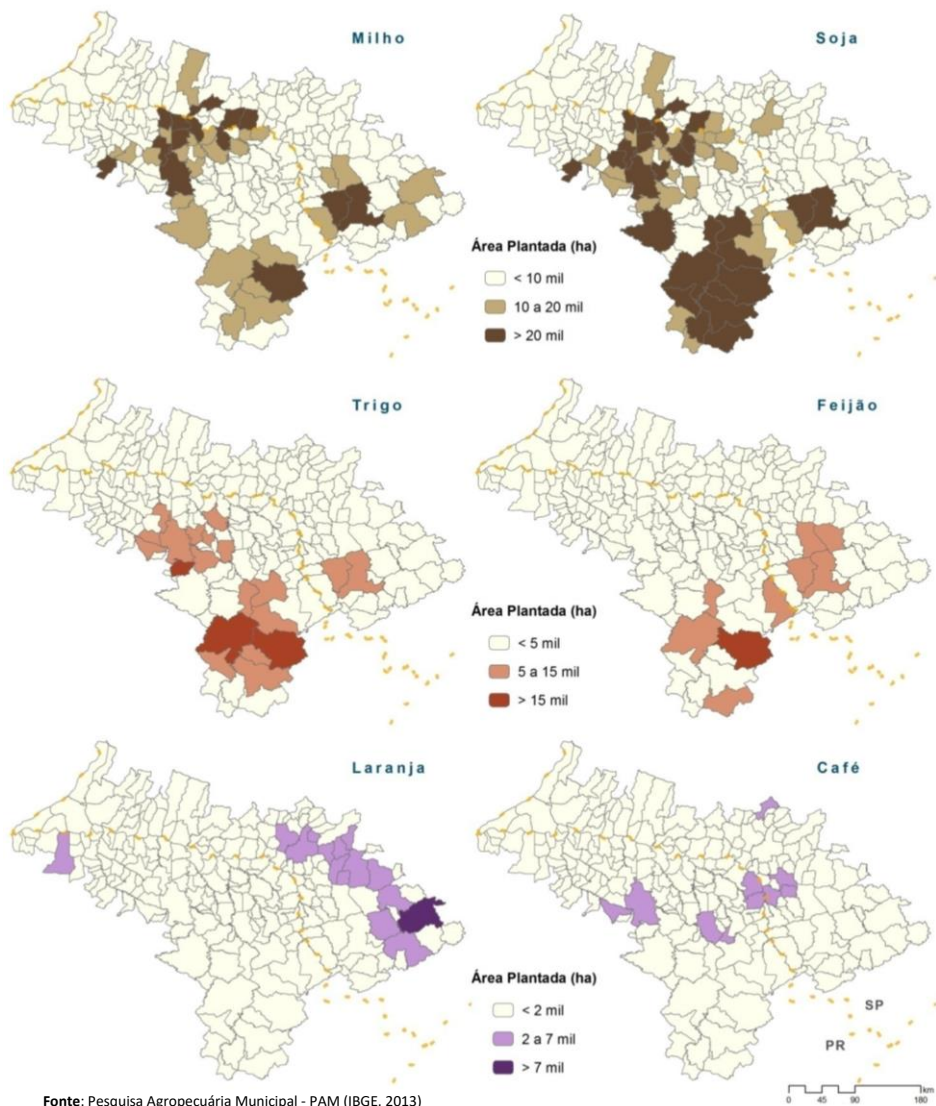 Milho
Soja
Área Plantada (ha)
< 10 mil
10 a 20 mil
> 20 mil
Trigo
Feijão
Área Plantada (ha)
< 5 mil
5 a 15 mil
> 15 mil
Laranja
Café
Área Plantada (ha)
< 2 mil
2 a 7 mil
> 7 mil
SP
PR
km
0 45 90 180
Fonte: Pesquisa Agropecuária Municipal - PAM (IBGE, 2013)